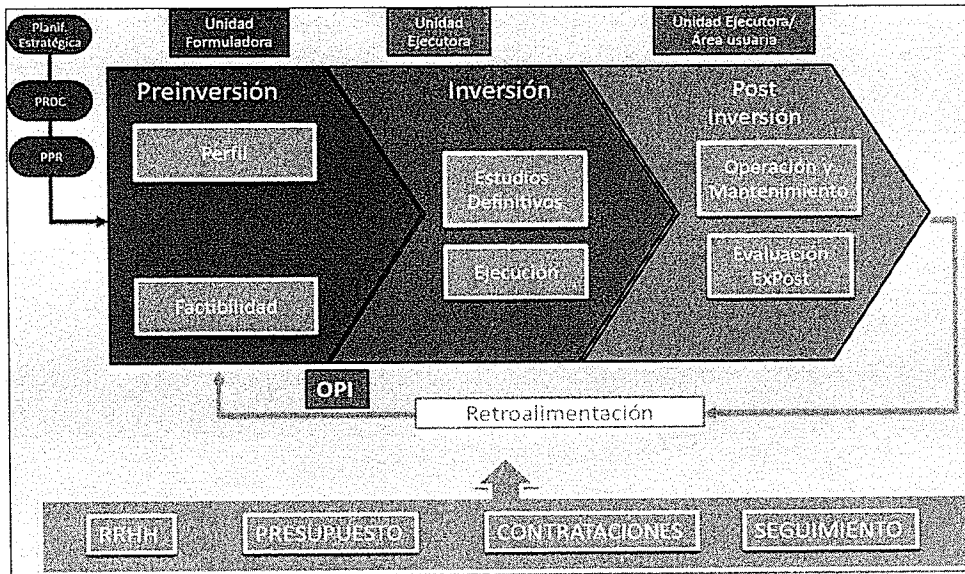 Planif.
Estratégica
PRDC
PPR
Unidad
Formuladora
Unidad
Ejecutora
Unidad Ejecutora/
Área usuaria
Preinversión
Perfil
Factibilidad
Inversión
Estudios
Definitivos
Ejecución
Post
Inversión
Operación y
Mantenimiento
Evaluación
ExPost
OPI
Retroalimentación
RRHH
PRESUPUESTO
CONTRATACIONES
SEGUIMIENTO